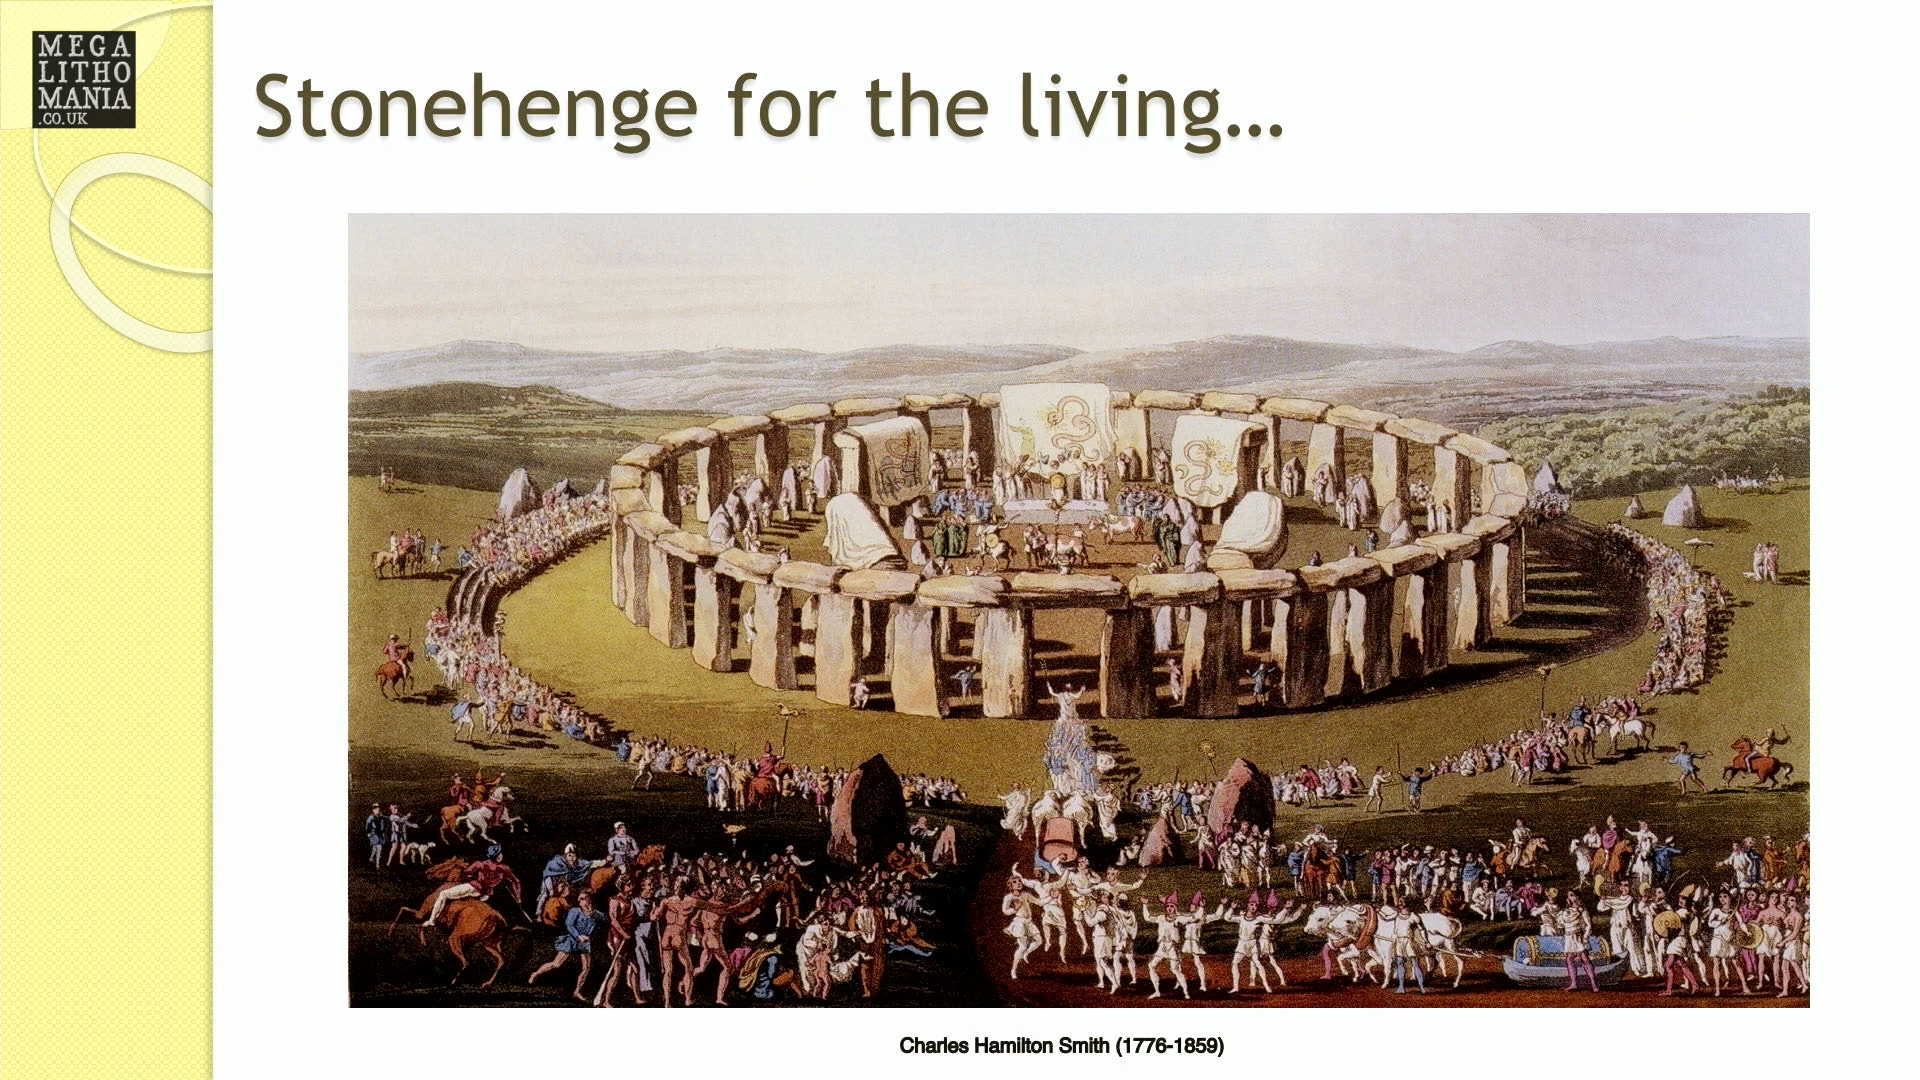 MEGA
LITHO
MANIA
.CO.UK
Stonehenge for the living…
Charles Hamilton Smith (1776-1859)